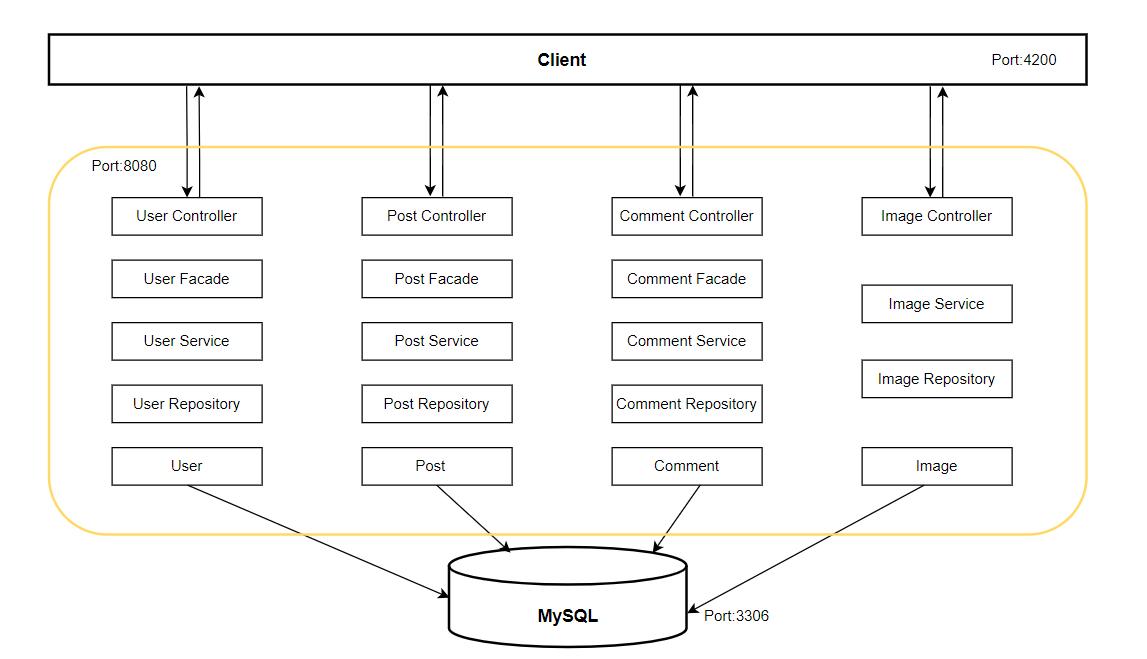 Client
Port:4200
Port:8080
User Controller
Post Controller
Comment Controller
Image Controller
User Facade
Post Facade
Comment Facade
Image Service
User Service
Post Service
Comment Service
Image Repository
User Repository
Post Repository
Comment Repository
User
Post
Comment
Image
MySQL
Port:3306